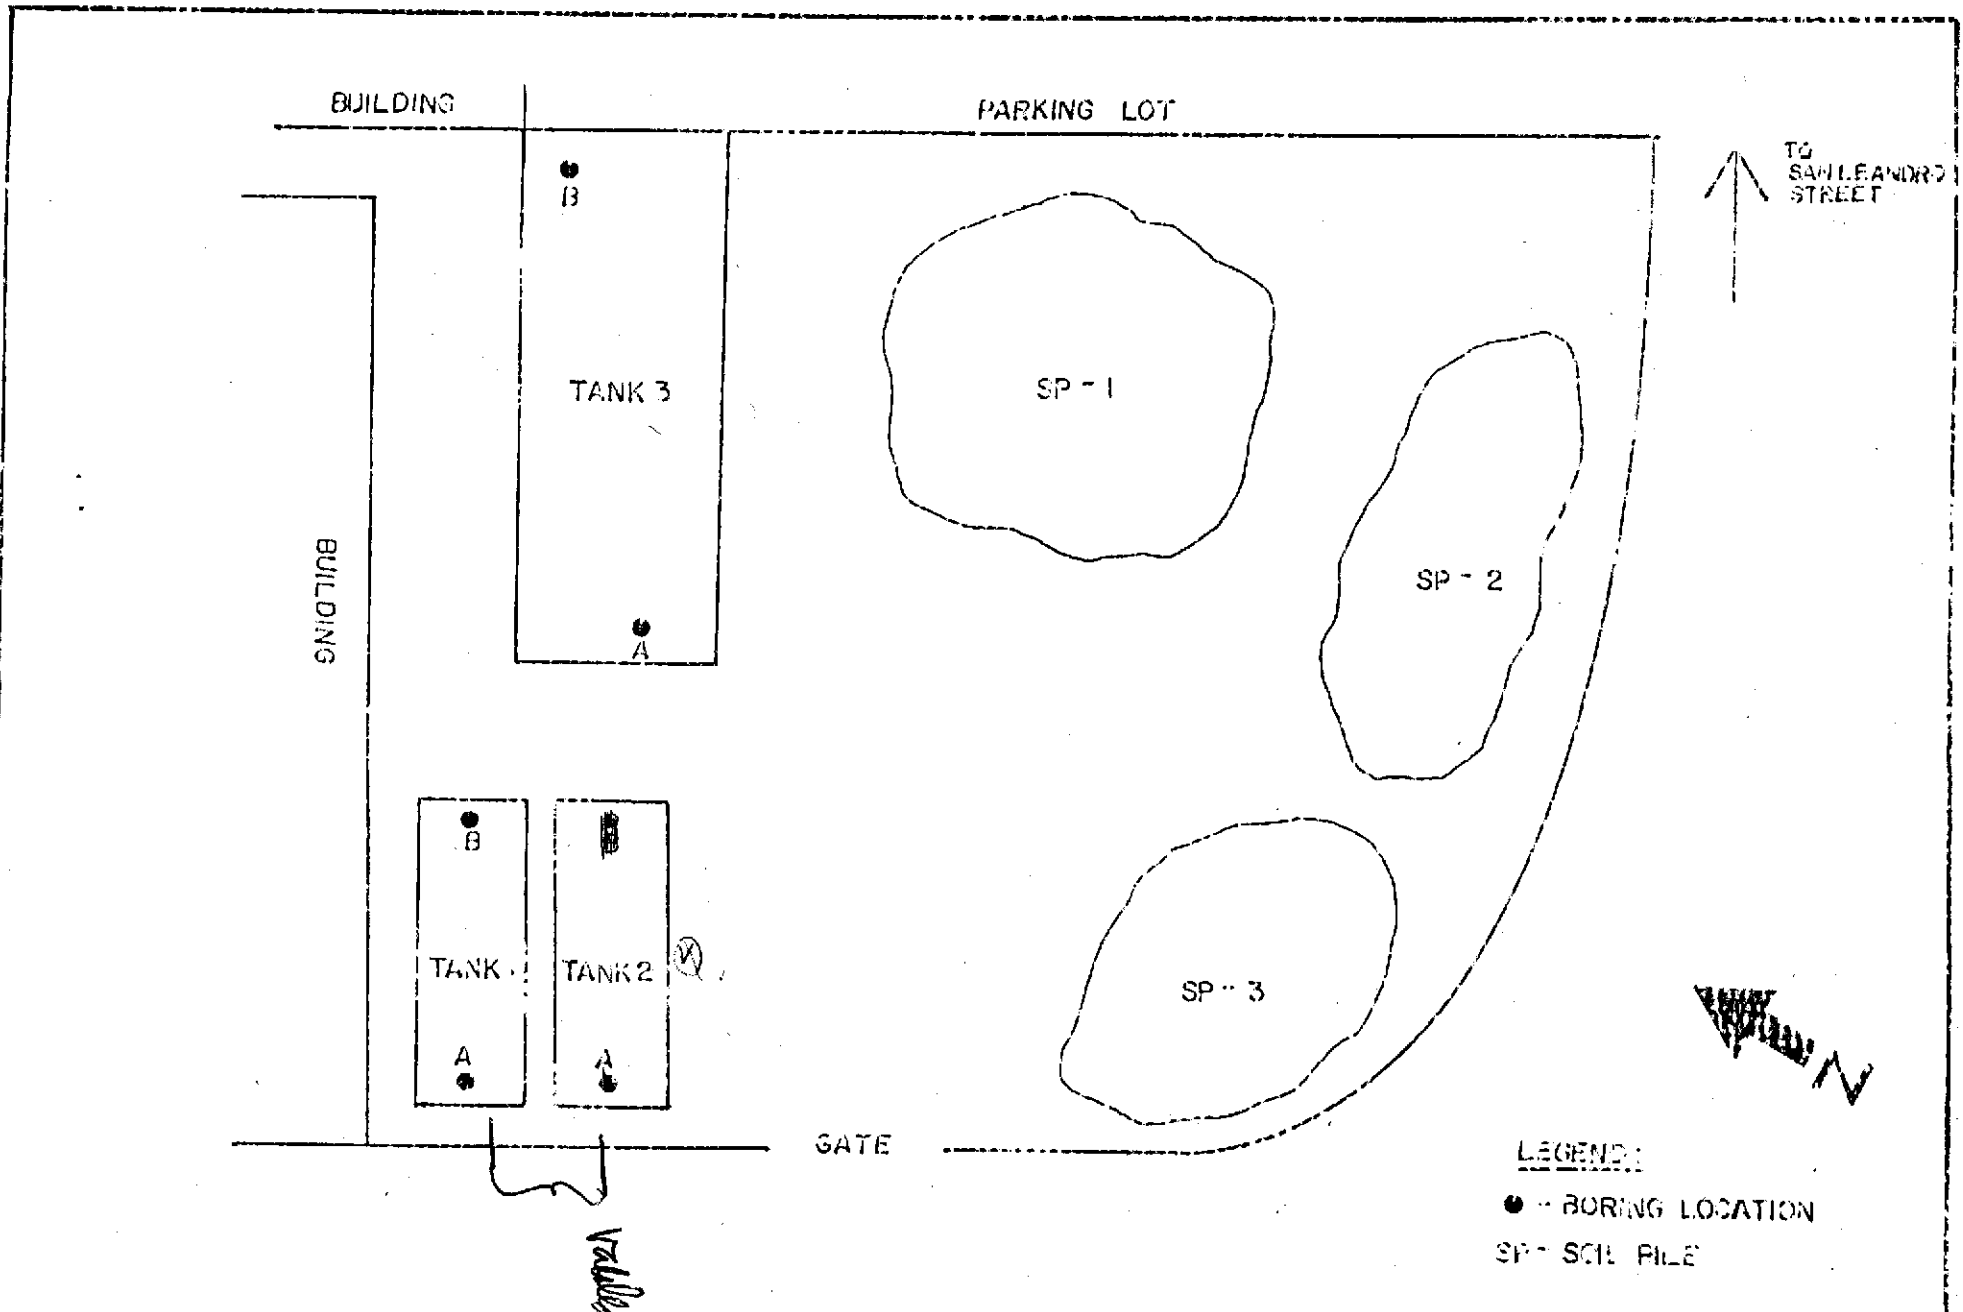 BUILDING
PARKING LOT
TO
SAN LEANDRO
STREET
B
TANK 3
SP - 1
BUILDING
SP - 2
A
B
TANK
TANK 2
SP - 3
A
A
N
GATE
LEGEND:
● - BORING LOCATION
SP - SOIL PILE